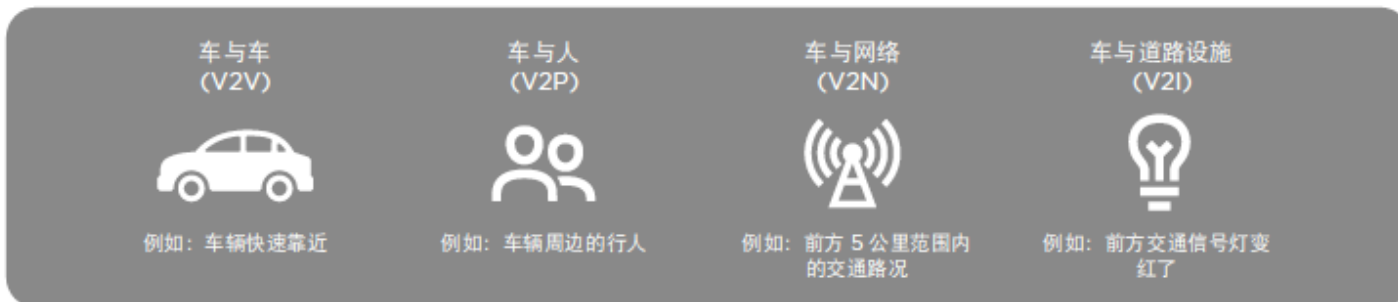 车与车
(V2V)
例如：车辆快速靠近
车与人
(V2P)
例如：车辆周边的行人
车与网络
(V2N)
例如：前方 5 公里范围内
的交通路况
车与道路设施
(V2I)
例如：前方交通信号灯变
红了